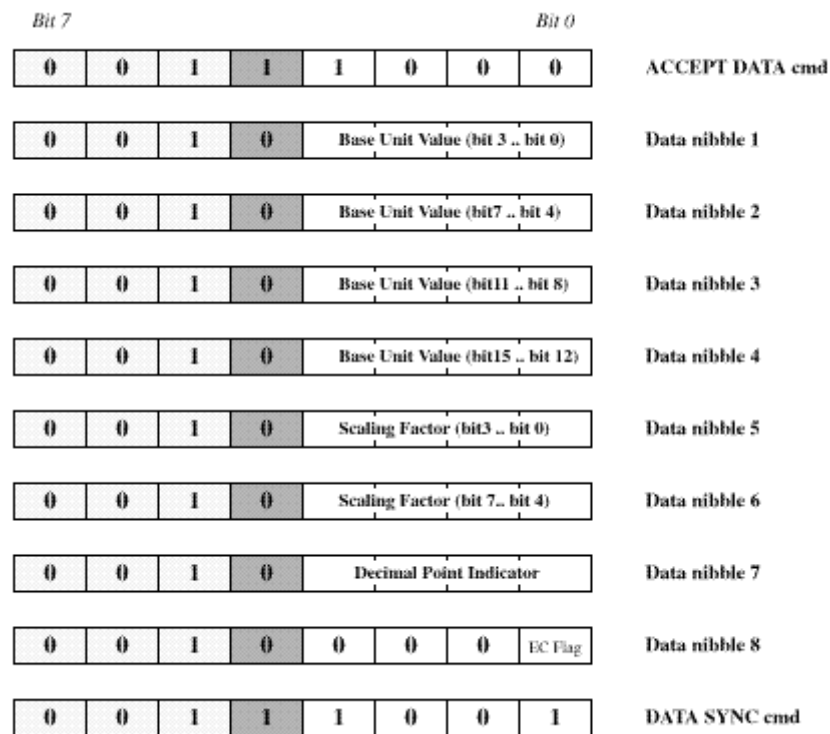 Bit 7 Bit 0
0 0 1 1 1 0 0 0 ACCEPT DATA cmd
0 0 1 0 Base Unit Value (bit 3 .. bit 0) Data nibble 1
0 0 1 0 Base Unit Value (bit7 .. bit 4) Data nibble 2
0 0 1 0 Base Unit Value (bit11 .. bit 8) Data nibble 3
0 0 1 0 Base Unit Value (bit15 .. bit 12) Data nibble 4
0 0 1 0 Scaling Factor (bit3 .. bit 0) Data nibble 5
0 0 1 0 Scaling Factor (bit 7.. bit 4) Data nibble 6
0 0 1 0 Decimal Point Indicator Data nibble 7
0 0 1 0 0 0 0 EC Flag Data nibble 8
0 0 1 1 1 0 0 1 DATA SYNC cmd